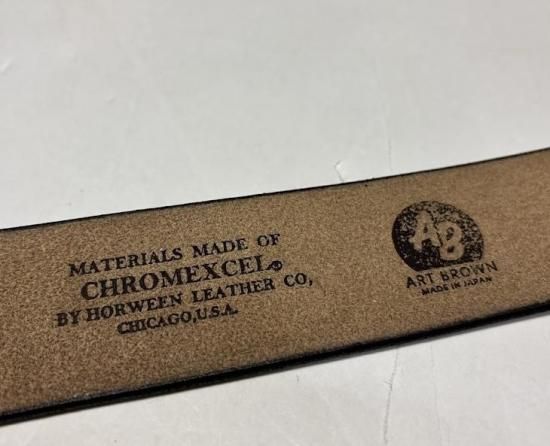 MATERIALS MADE OF
CHROMEXCEL®
BY HORWEEN LEATHER CO,
CHICAGO,U.S.A.
AB
ART BROWN
MADE IN JAPAN